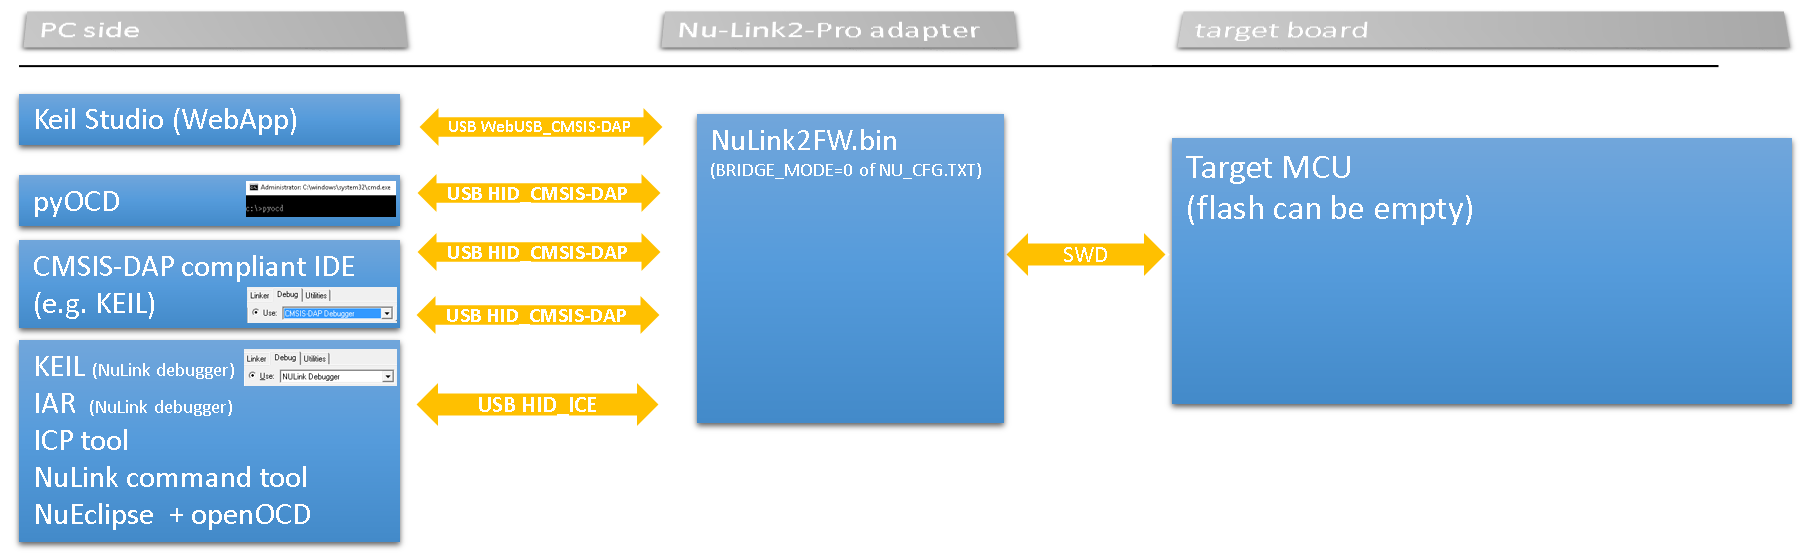 PC side
Nu-Link2-Pro adapter
target board
Keil Studio (WebApp)
USB WebUSB_CMSIS-DAP
NuLink2FW.bin
(BRIDGE_MODE=0 of NU_CFG.TXT)
Target MCU
(flash can be empty)
pyOCD
Administrator: C:\windows\system32\cmd.exe
c:\>pyocd
USB HID_CMSIS-DAP
CMSIS-DAP compliant IDE
(e.g. KEIL)
Linker Debug Utilities
Use: CMSIS-DAP Debugger
USB HID_CMSIS-DAP
USB HID_CMSIS-DAP
SWD
KEIL (NuLink debugger)
Linker Debug Utilities
Use: NULink Debugger
IAR (NuLink debugger)
ICP tool
NuLink command tool
NuEclipse + openOCD
USB HID_ICE